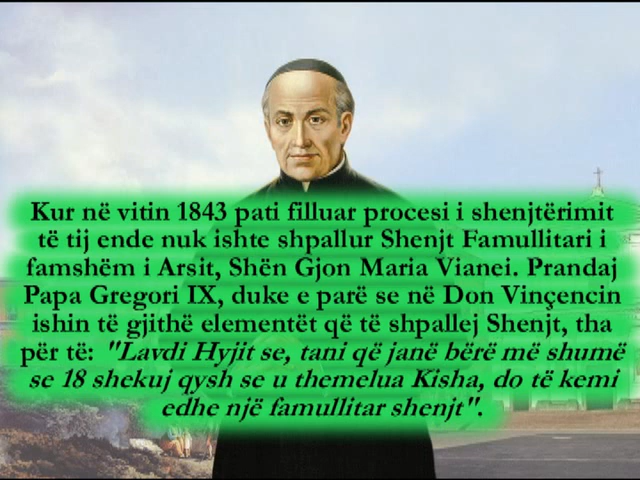 Kur në vitin 1843 pati filluar procesi i shenjtërimit
të tij ende nuk ishte shpallur Shenjt Famullitari i
famshëm i Arsit, Shën Gjon Maria Vianei. Prandaj
Papa Gregori IX, duke e parë se në Don Vinçencin
ishin të gjithë elementët që të shpallej Shenjt, tha
për të: "Lavdi Hyjit se, tani që janë bërë më shumë
se 18 shekuj qysh se u themelua Kisha, do të kemi
edhe një famullitar shenjt".